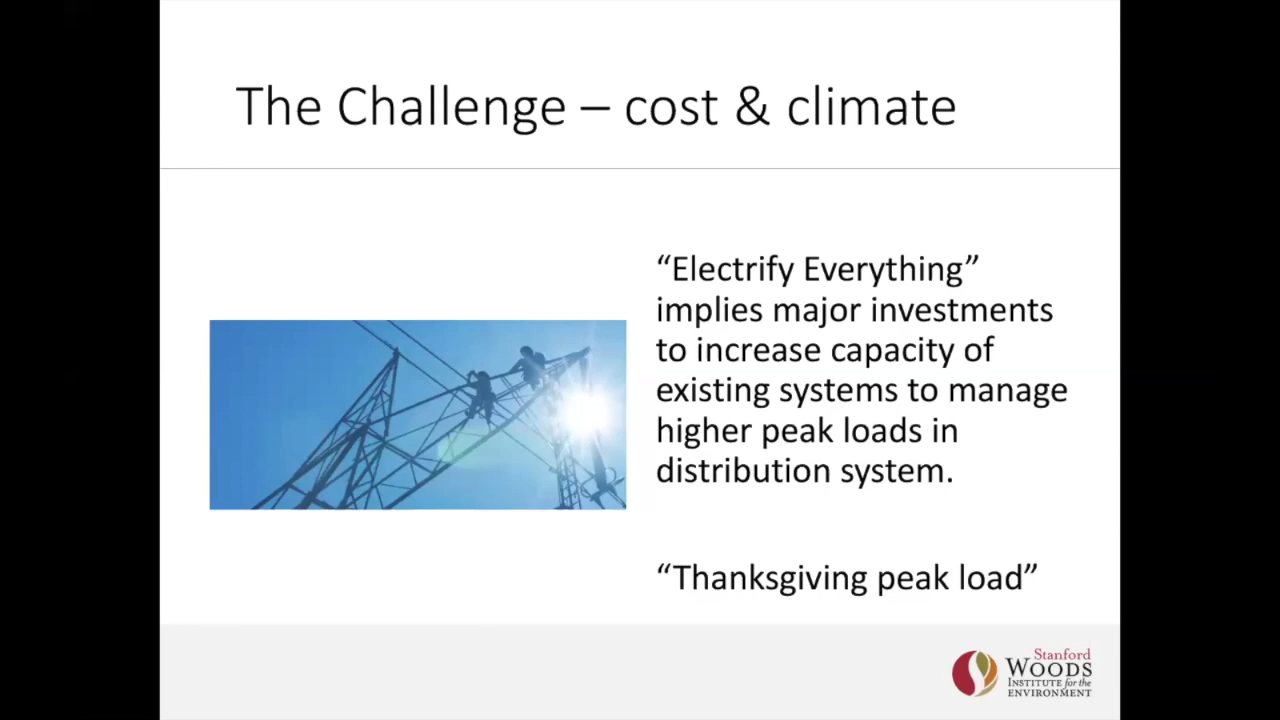 The Challenge – cost & climate
“Electrify Everything”
implies major investments
to increase capacity of
existing systems to manage
higher peak loads in
distribution system.
“Thanksgiving peak load”
Stanford
WOODS
INSTITUTE for the
ENVIRONMENT